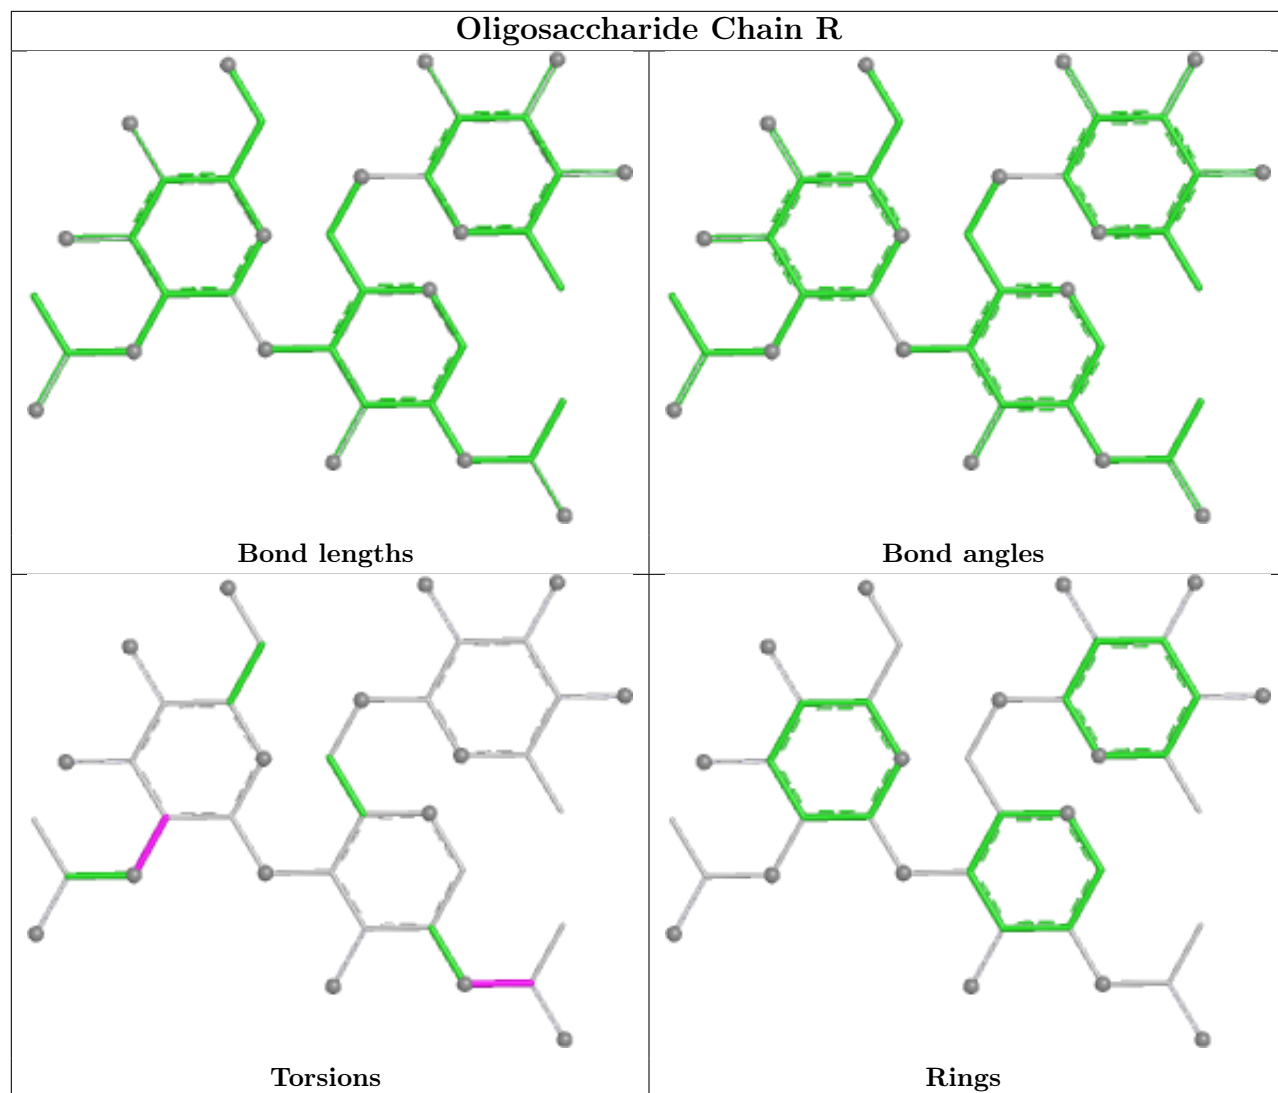 Oligosaccharide Chain R
Bond lengths
Bond angles
Torsions
Rings